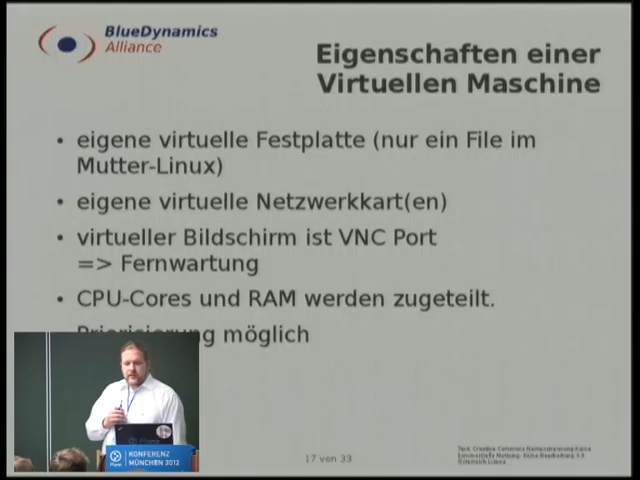 BlueDynamics
Alliance
Eigenschaften einer
Virtuellen Maschine
• eigene virtuelle Festplatte (nur ein File im
Mutter-Linux)
• eigene virtuelle Netzwerkkart(en)
• virtueller Bildschirm ist VNC Port
=> Fernwartung
• CPU-Cores und RAM werden zugeteilt.
Priorisierung möglich
Plone
KONFERENZ
MÜNCHEN 2012
17 von 33